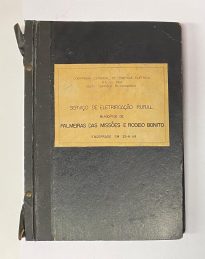 COMPANHIA ESTADUAL DE ENERGIA ELÉTRICA
SERVIÇO DE ELETRIFICAÇÃO RURAL
MUNICÍPIOS DE
PALMEIRAS DAS MISSÕES E RODEIO BONITO